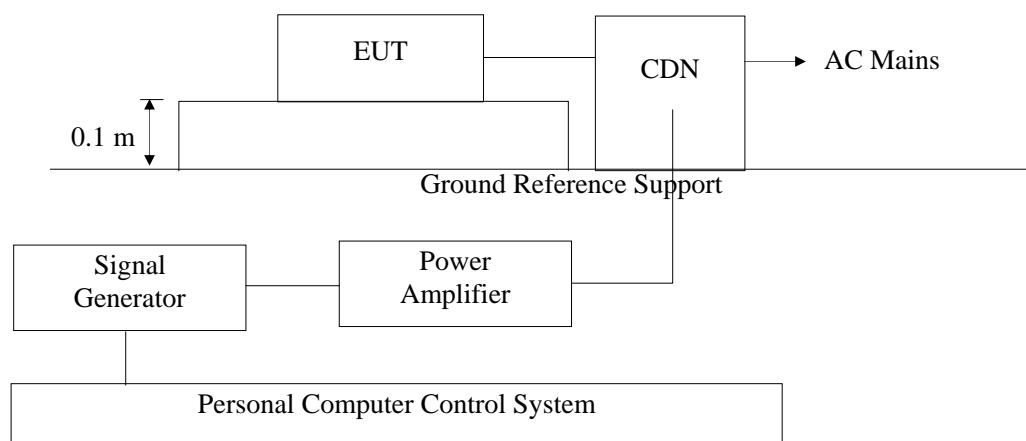 EUT
CDN
AC Mains
0.1 m
Ground Reference Support
Signal
Generator
Power
Amplifier
Personal Computer Control System